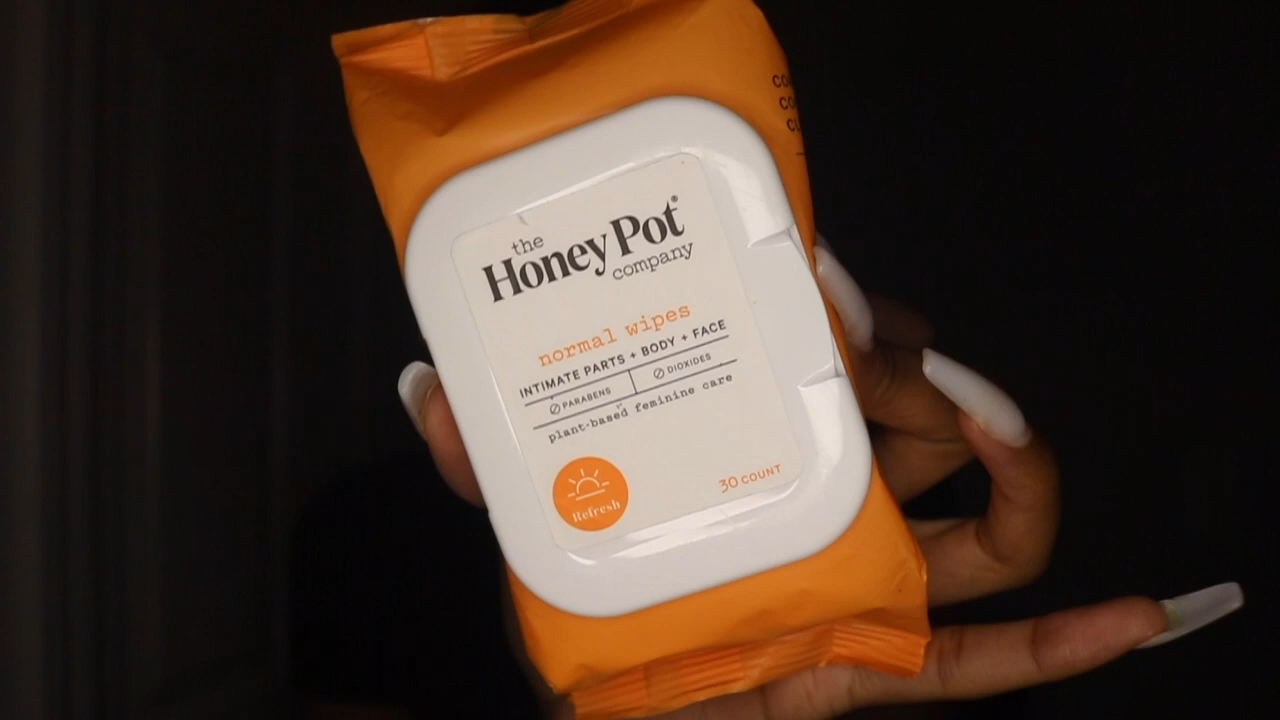 the
Honey Pot®
company
normal wipes
INTIMATE PARTS + BODY + FACE
PARABENS
DIOXIDES
plant-based feminine care
Refresh
30 COUNT